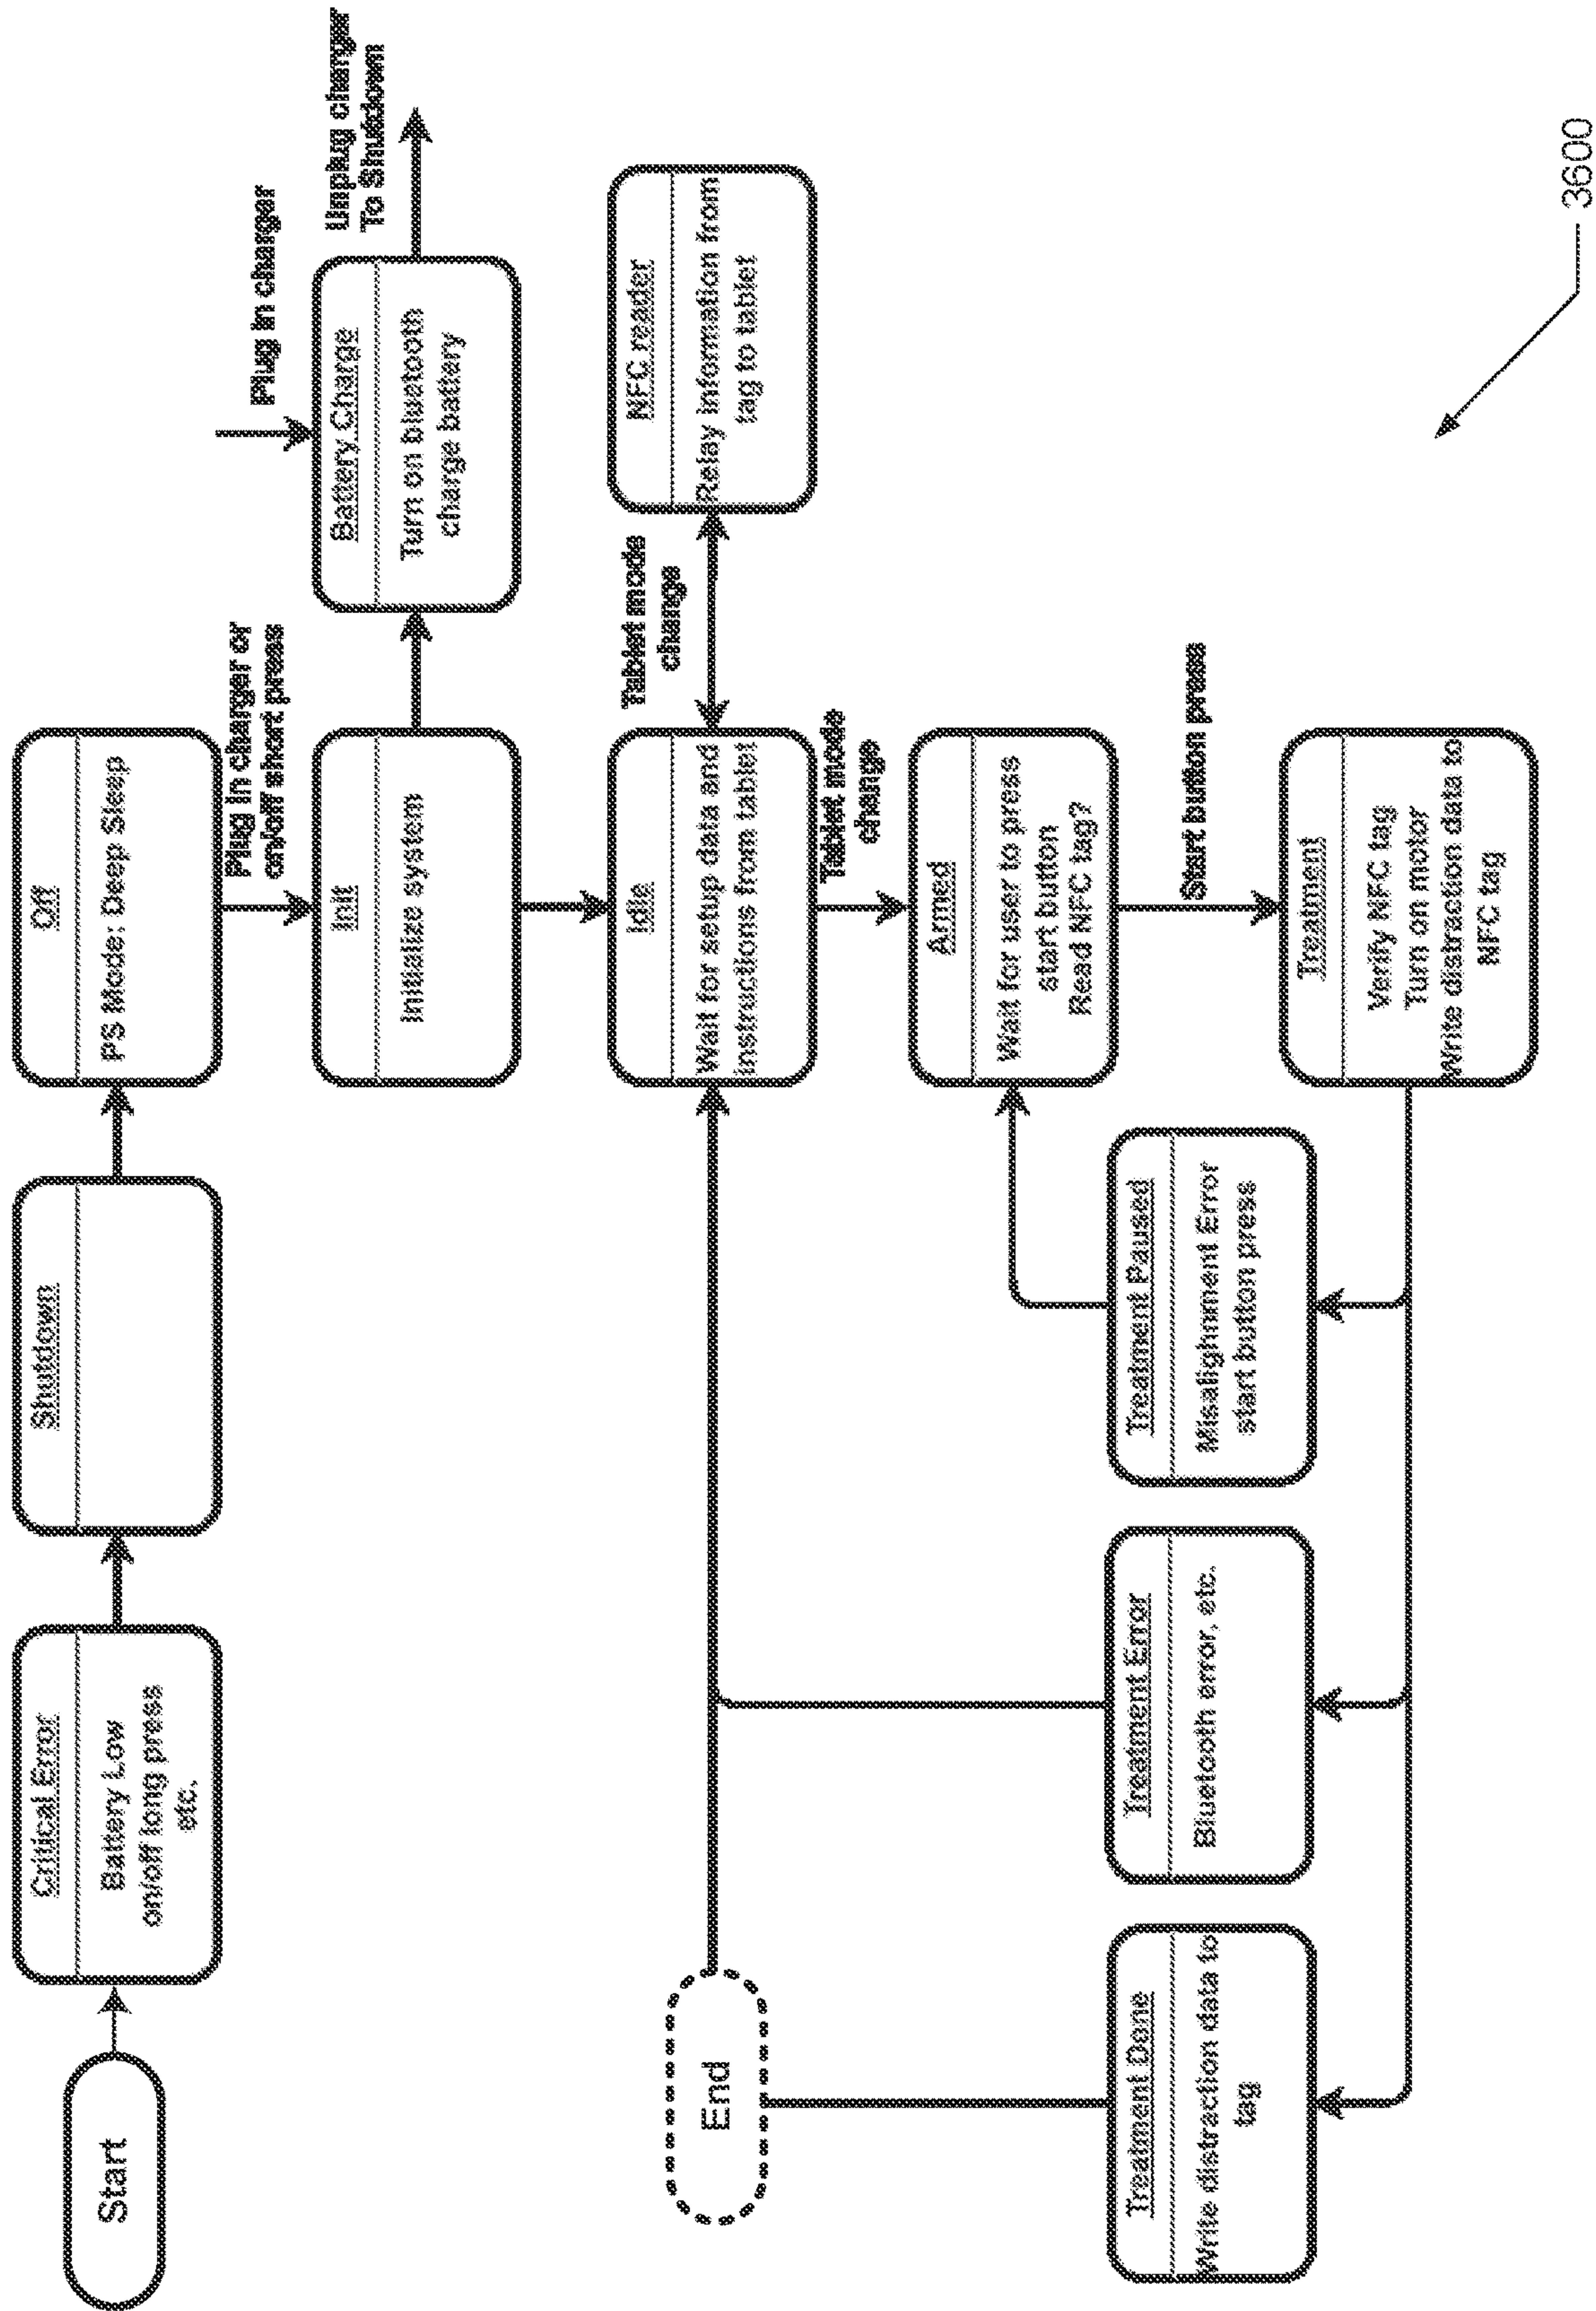 Start
Critical Error
Battery Low
on/off long press
etc.
Shutdown
Off
PS Mode: Deep Sleep
Plug in charger or
on/off short press
Plug in charger
Init
Initialize system
Battery Charge
Turn on bluetooth
charge battery
Unplug charger
To Shutdown
End
Idle
Wait for setup data and
instructions from tablet
Tablet mode
change
NFC reader
Relay information from
tag to tablet
Tablet mode
change
Armed
Wait for user to press
start button
Read NFC tag?
Start button press
Treatment Done
Write distraction data to
tag
Treatment Error
Bluetooth error, etc.
Treatment Paused
Misalighnment Error
start button press
Treatment
Verify NFC tag
Turn on motor
Write distraction data to
NFC tag
3600